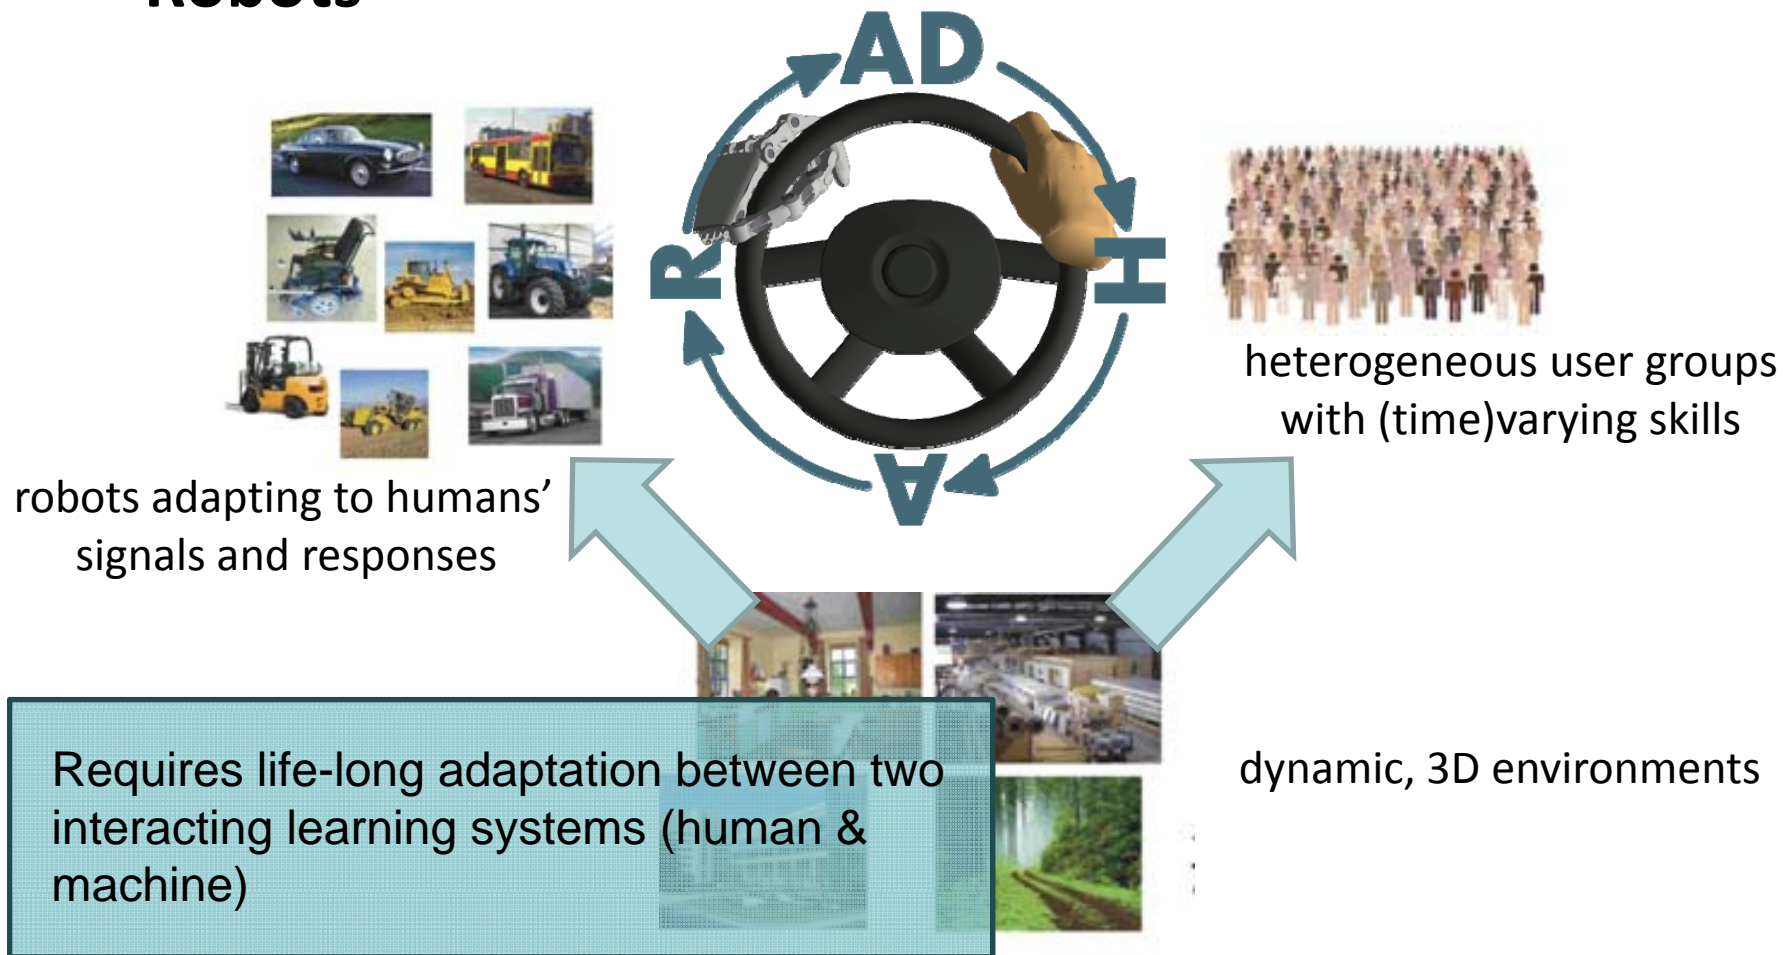 Robots
AD
R
H
A
heterogeneous user groups
with (time)varying skills
robots adapting to humans’
signals and responses
Requires life-long adaptation between two
interacting learning systems (human &
machine)
dynamic, 3D environments